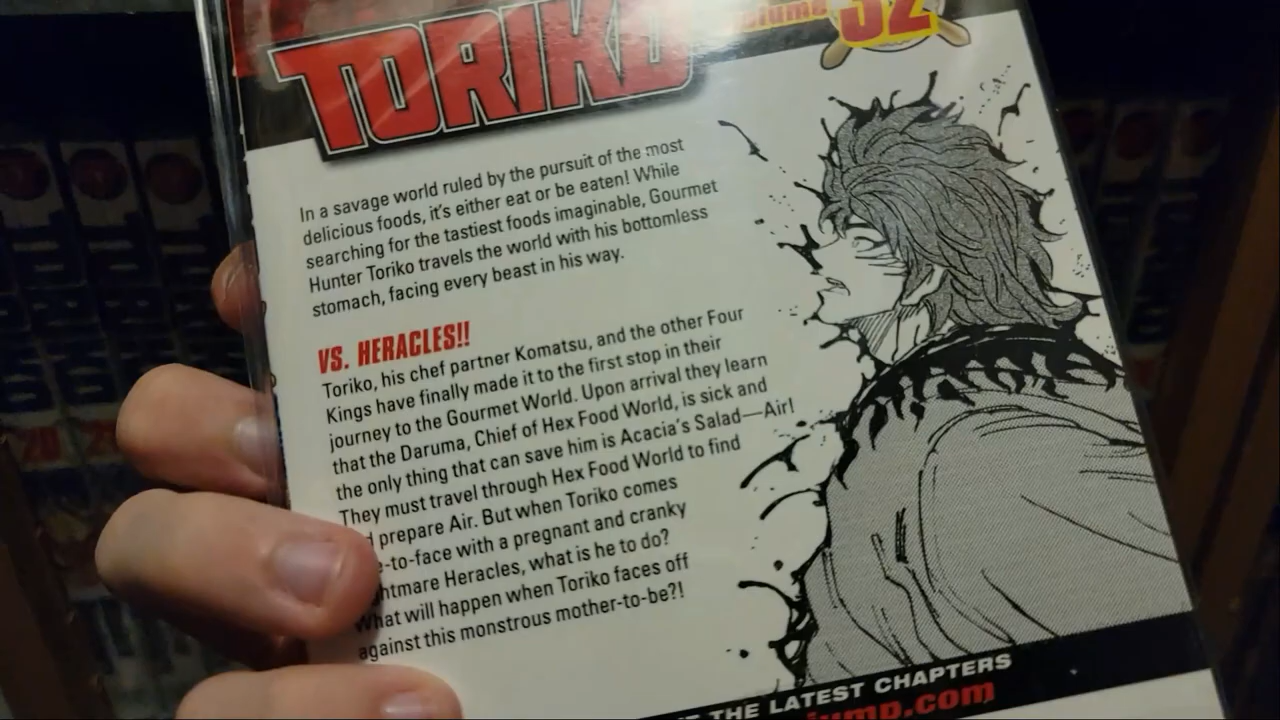 TORIKO
Volume 32
In a savage world ruled by the pursuit of the most
delicious foods, it's either eat or be eaten! While
searching for the tastiest foods imaginable, Gourmet
Hunter Toriko travels the world with his bottomless
stomach, facing every beast in his way.
VS. HERACLES!!
Toriko, his chef partner Komatsu, and the other Four
Kings have finally made it to the first stop in their
journey to the Gourmet World. Upon arrival they learn
that the Daruma, Chief of Hex Food World, is sick and
the only thing that can save him is Acacia's Salad—Air!
They must travel through Hex Food World to find
prepare Air. But when Toriko comes
-to-face with a pregnant and cranky
Heracles, what is he to do?
What will happen when Toriko faces off
against this monstrous mother-to-be?!
THE LATEST CHAPTERS
jump.com
20